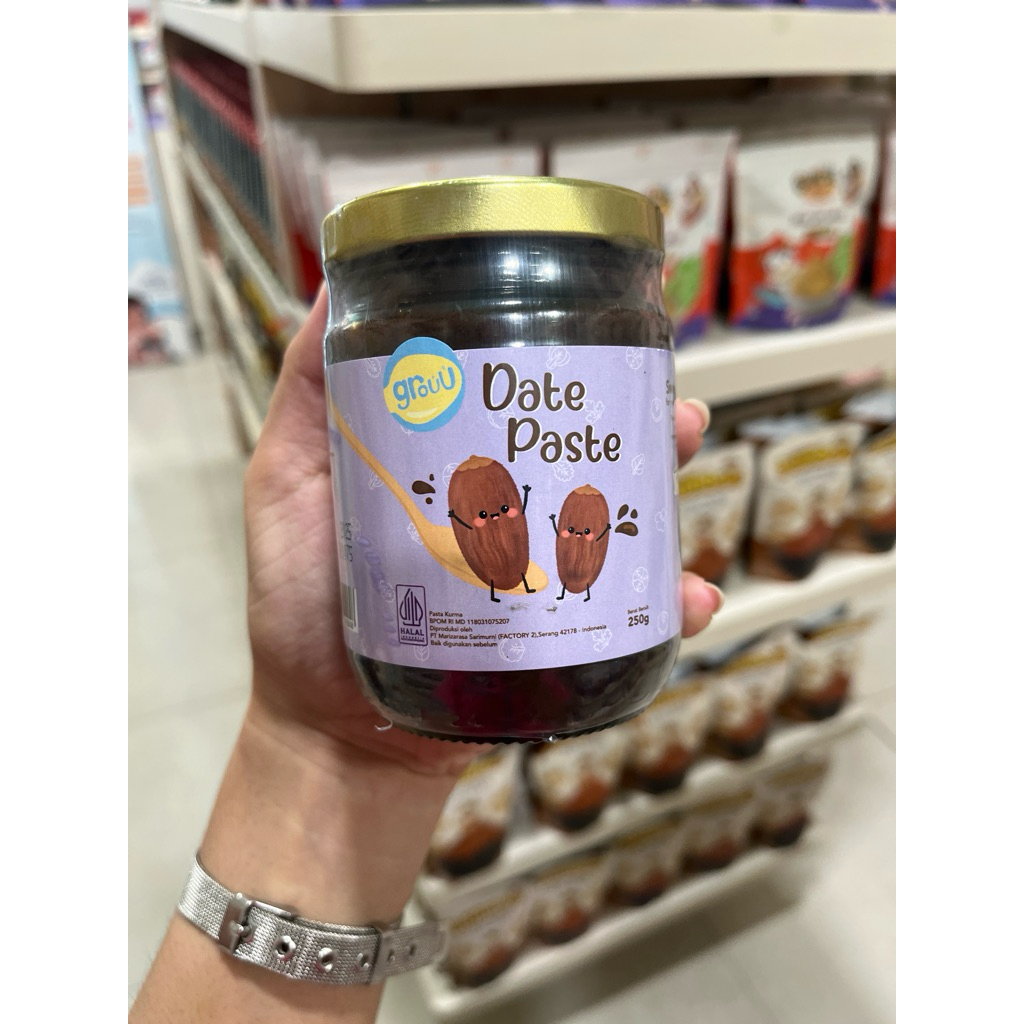 grouu
Date
Paste
HALAL
INDONESIA
Pasta Kurma
BPOM RI MD 118031075207
Diproduksi oleh
PT Marizarasa Sarimurni (FACTORY 2),Serang 42178 - Indonesia
Baik digunakan sebelum
Berat Bersih
250g